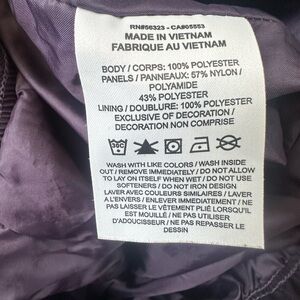 RN#56323 - CA#05553
MADE IN VIETNAM
FABRIQUE AU VIETNAM
BODY / CORPS: 100% POLYESTER
PANELS / PANNEAUX: 57% NYLON /
POLYAMIDE
43% POLYESTER
LINING / DOUBLURE: 100% POLYESTER
EXCLUSIVE OF DECORATION /
DECORATION NON COMPRISE
WASH WITH LIKE COLORS / WASH INSIDE
OUT / REMOVE IMMEDIATELY / DO NOT ALLOW
TO LAY ON ITSELF WHEN WET / DO NOT USE
SOFTENERS / DO NOT IRON DESIGN
LAVER AVEC COULEURS SIMILAIRES / LAVER
A L'ENVERS / ENLEVER IMMEDIATEMENT / NE
PAS LAISSER LE VÊTEMENT PLIÉ LORSQU'IL
EST MOUILLÉ / NE PAS UTILISER
D'ADOUCISSEUR / NE PAS REPASSER LE
DESSIN